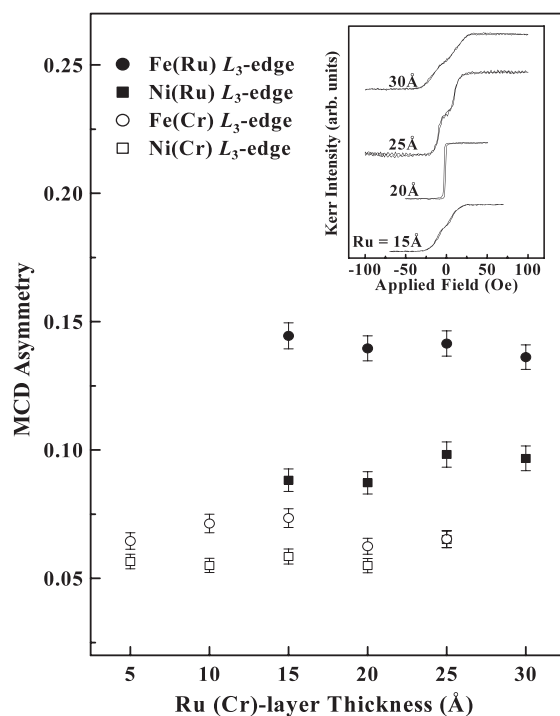 0.25
0.20
0.15
0.10
0.05
MCD Asymmetry
Fe(Ru) L3-edge
Ni(Ru) L3-edge
Fe(Cr) L3-edge
Ni(Cr) L3-edge
Kerr Intensity (arb. units)
30Å
25Å
20Å
Ru = 15Å
-100 -50 0 50 100
Applied Field (Oe)
5 10 15 20 25 30
Ru (Cr)-layer Thickness (Å)